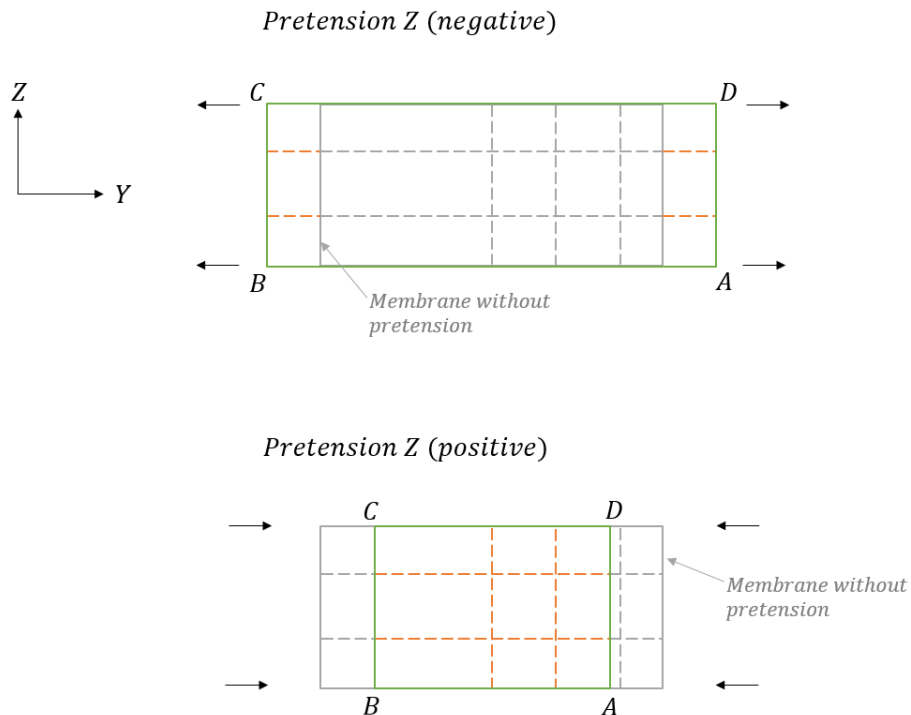 Pretension Z (negative)
C
D
Z
Y
B
A
Membrane without
pretension
Pretension Z (positive)
C
D
Membrane without
pretension
B
A